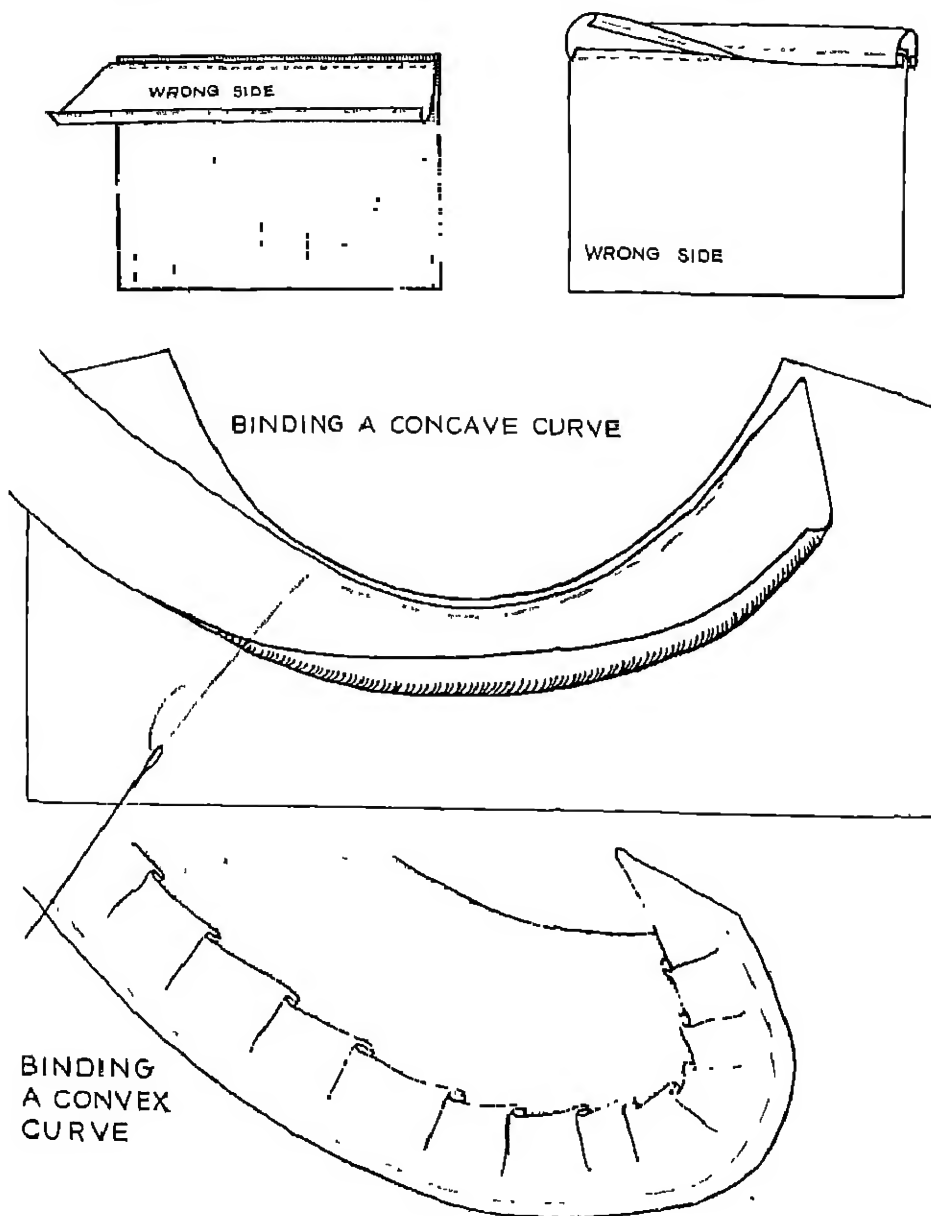 WRONG SIDE
WRONG SIDE
BINDING A CONCAVE CURVE
BINDING
A CONVEX
CURVE